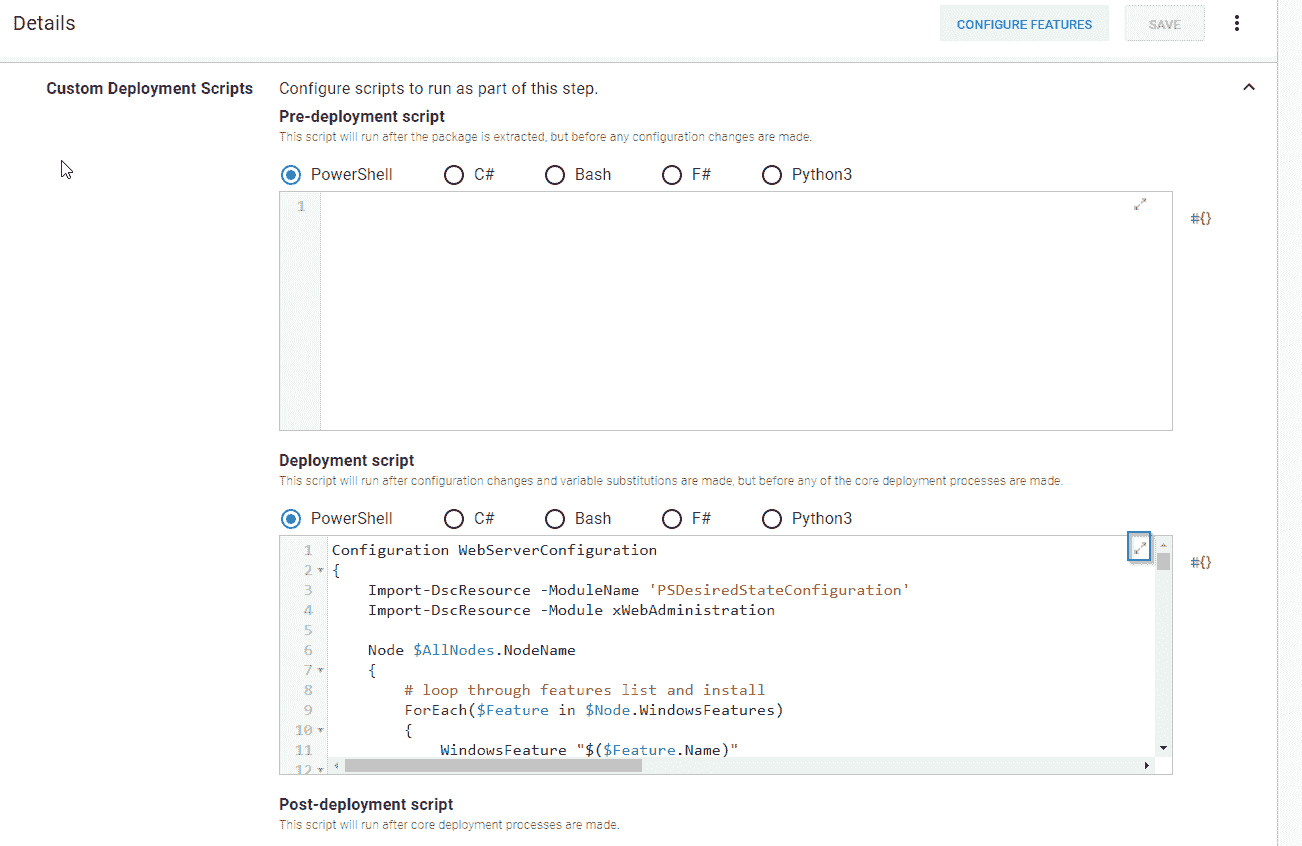 Details
CONFIGURE FEATURES
SAVE
Custom Deployment Scripts
Configure scripts to run as part of this step.
Pre-deployment script
This script will run after the package is extracted, but before any configuration changes are made.
PowerShell C# Bash F# Python3
1
#{}
Deployment script
This script will run after configuration changes and variable substitutions are made, but before any of the core deployment processes are made.
PowerShell C# Bash F# Python3
#{}
1 Configuration WebServerConfiguration
2 {
3     Import-DscResource -ModuleName 'PSDesiredStateConfiguration'
4     Import-DscResource -Module xWebAdministration
5
6     Node $AllNodes.NodeName
7     {
8         # loop through features list and install
9         ForEach($Feature in $Node.WindowsFeatures)
10         {
11             WindowsFeature "$($Feature.Name)"
12
Post-deployment script
This script will run after core deployment processes are made.